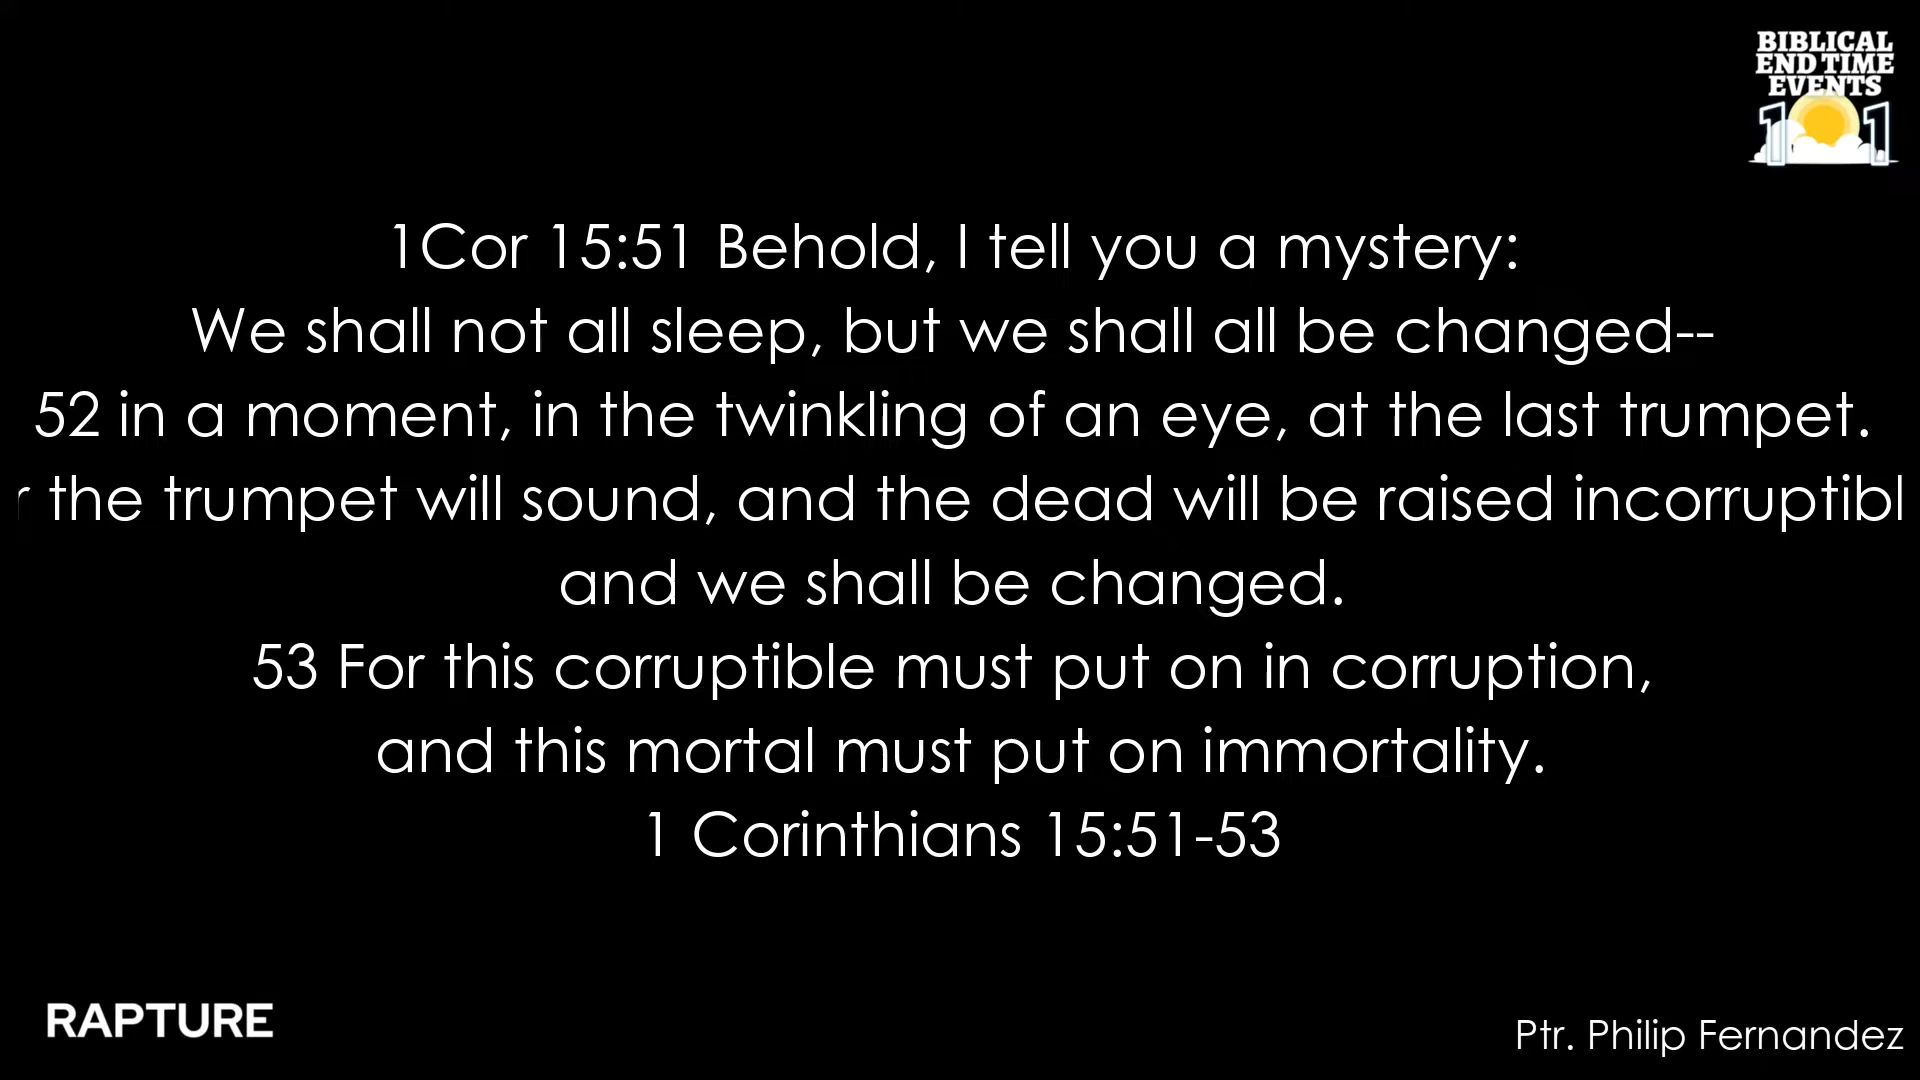 BIBLICAL
END TIME
EVENTS
101
1Cor 15:51 Behold, I tell you a mystery:
We shall not all sleep, but we shall all be changed--
52 in a moment, in the twinkling of an eye, at the last trumpet.
r the trumpet will sound, and the dead will be raised incorruptibl
and we shall be changed.
53 For this corruptible must put on in corruption,
and this mortal must put on immortality.
1 Corinthians 15:51-53
RAPTURE
Ptr. Philip Fernandez